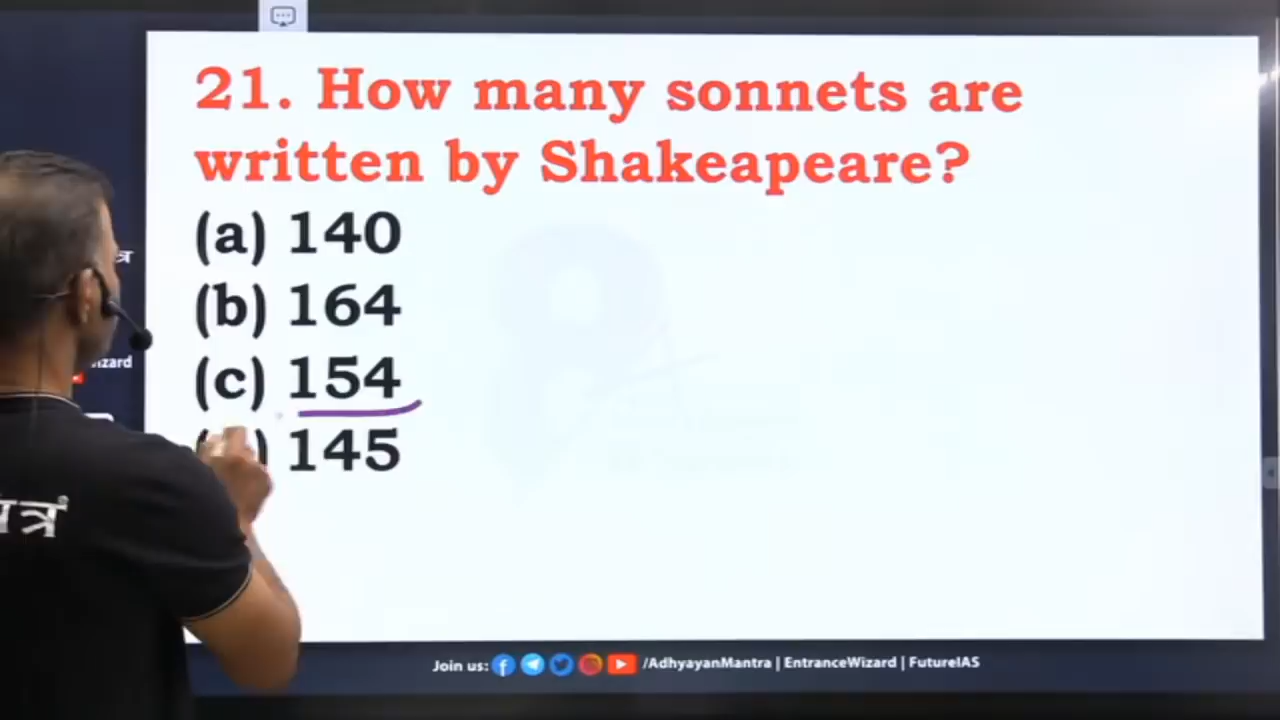 21. How many sonnets are
written by Shakeapeare?
(a) 140
(b) 164
(c) 154
145
Join us: /AdhyayanMantra | EntranceWizard | FutureIAS